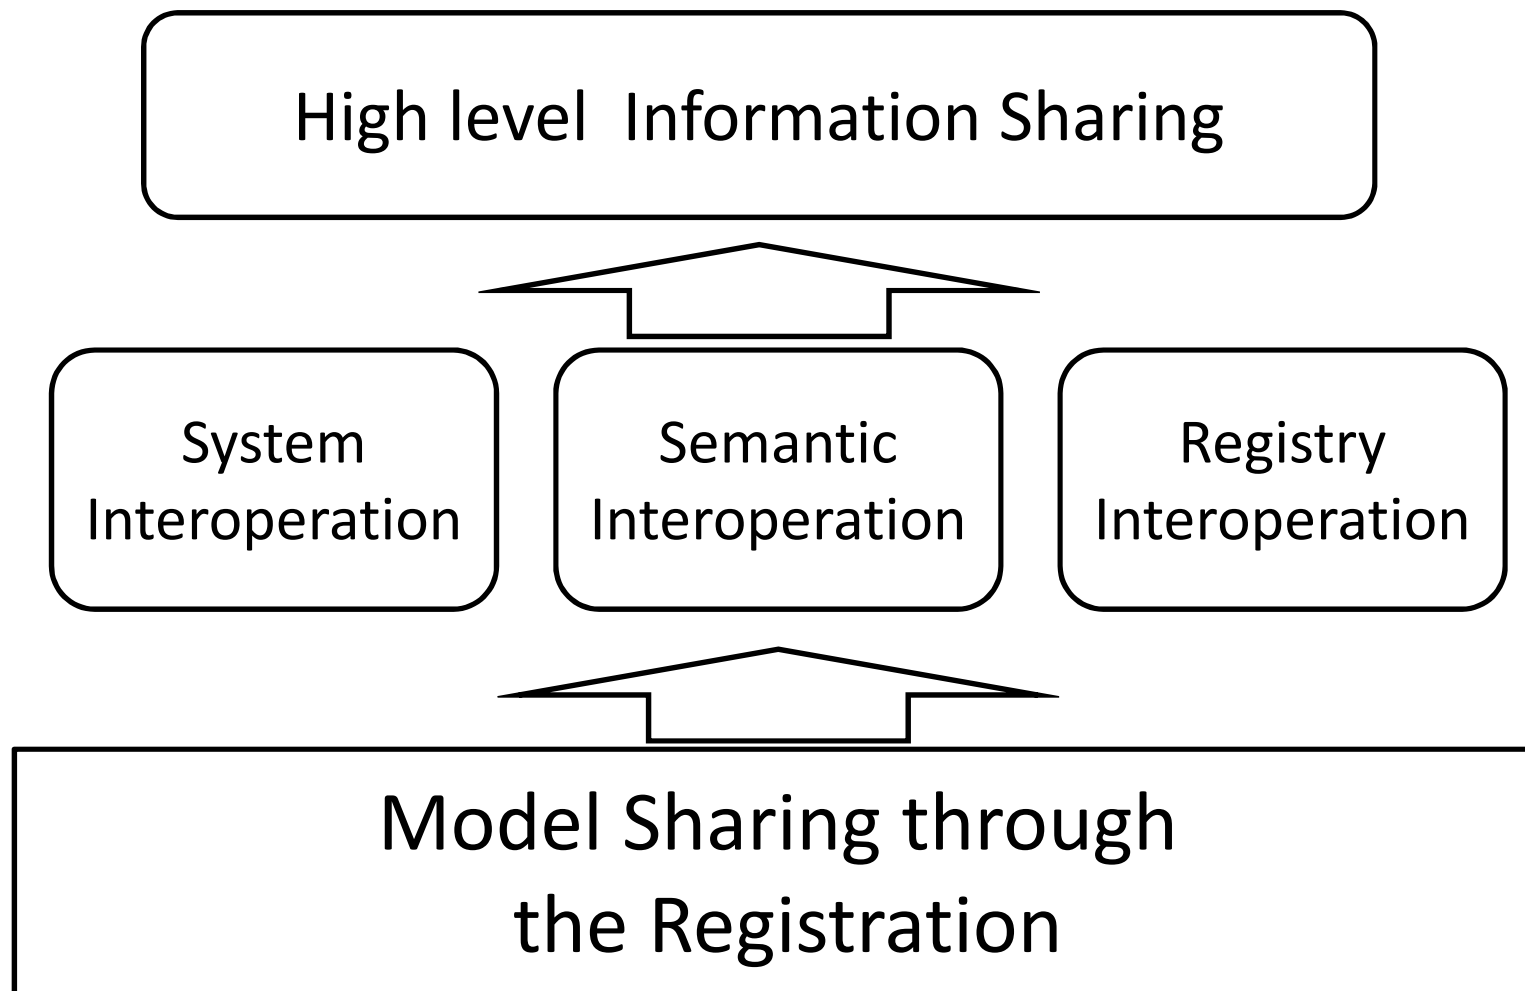 High level  Information Sharing
System
Interoperation
Semantic
Interoperation
Registry
Interoperation
Model Sharing through
the Registration